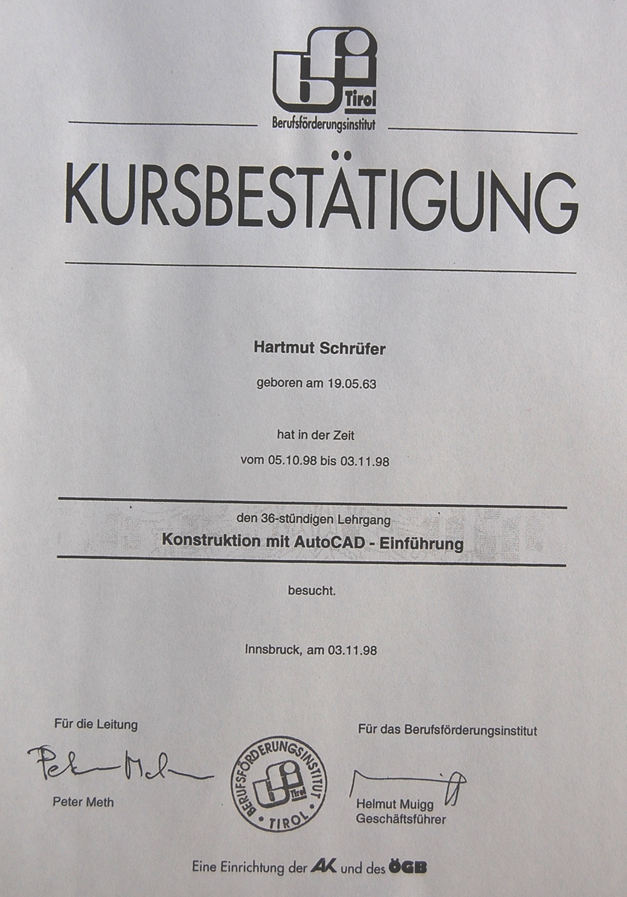 bfi
Tirol
Berufsförderungsinstitut
KURSBESTÄTIGUNG
Hartmut Schrüfer
geboren am 19.05.63
hat in der Zeit
vom 05.10.98 bis 03.11.98
den 36-stündigen Lehrgang
Konstruktion mit AutoCAD - Einführung
besucht.
Innsbruck, am 03.11.98
Für die Leitung
Für das Berufsförderungsinstitut
Peter Meth
Helmut Muigg
Geschäftsführer
BERUFSFÖRDERUNGSINSTITUT
bfi
Tirol
• TIROL •
Eine Einrichtung der AK und des ÖGB